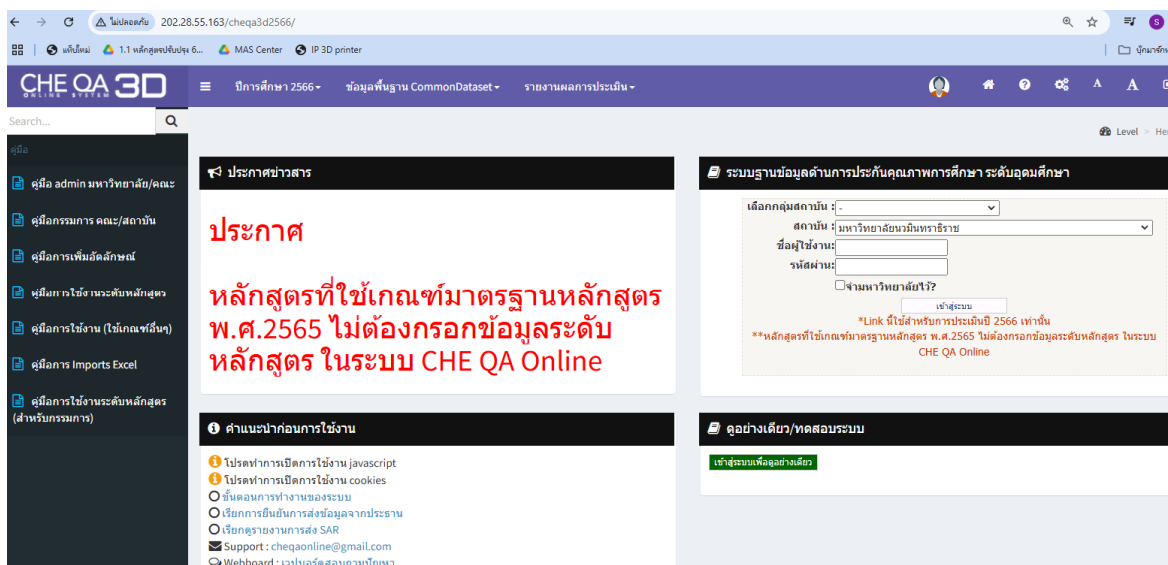 ไม่ปลอดภัย 202.28.55.163/cheqa3d2566/
S
แท็บใหม่ 1.1 หลักสูตรปรับปรุง 6... MAS Center IP 3D printer
CHE QA 3D
ONLINE SYSTEM
ปีการศึกษา 2566 ข้อมูลพื้นฐาน CommonDataset รายงานผลการประเมิน
A A
Search...
Level > Ho
คู่มือ
คู่มือ admin มหาวิทยาลัย/คณะ
คู่มือกรรมการ คณะ/สถาบัน
คู่มือการเพิ่มอัตลักษณ์
คู่มือการใช้งานระดับหลักสูตร
คู่มือการใช้งาน (ใช้เกณฑ์อื่นๆ)
คู่มือการ Imports Excel
คู่มือการใช้งานระดับหลักสูตร
(สำหรับกรรมการ)
ประกาศข่าวสาร
ประกาศ
หลักสูตรที่ใช้เกณฑ์มาตรฐานหลักสูตร
พ.ศ.2565 ไม่ต้องกรอกข้อมูลระดับ
หลักสูตร ในระบบ CHE QA Online
ระบบฐานข้อมูลด้านการประกันคุณภาพการศึกษา ระดับอุดมศึกษา
เลือกกลุ่มสถาบัน : -
สถาบัน : มหาวิทยาลัยนวมินทราธิราช
ชื่อผู้ใช้งาน:
รหัสผ่าน:
จำมหาวิทยาลัยไว้?
เข้าสู่ระบบ
*Link นี้ใช้สำหรับการประเมินปี 2566 เท่านั้น
**หลักสูตรที่ใช้เกณฑ์มาตรฐานหลักสูตร พ.ศ.2565 ไม่ต้องกรอกข้อมูลระดับหลักสูตร ในระบบ
CHE QA Online
คำแนะนำก่อนการใช้งาน
โปรดทำการเปิดการใช้งาน javascript
โปรดทำการเปิดการใช้งาน cookies
ขั้นตอนการทำงานของระบบ
เรียกการยืนยันการส่งข้อมูลจากประธาน
เรียกดูรายงานการส่ง SAR
Support : cheqaonline@gmail.com
Webboard : เวปบอร์ดสอบถามปัญหา
ดูอย่างเดียว/ทดสอบระบบ
เข้าสู่ระบบเพื่อดูอย่างเดียว